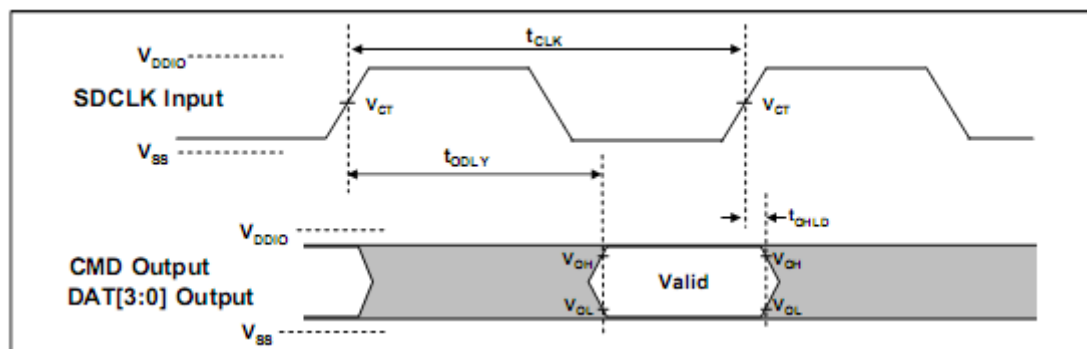 tCLK
VDDIO
SDCLK Input
VCT
VCT
VSS
tODLY
tOHLD
VDDIO
CMD Output
DAT[3:0] Output
VOH
VOH
Valid
VOL
VOL
VSS